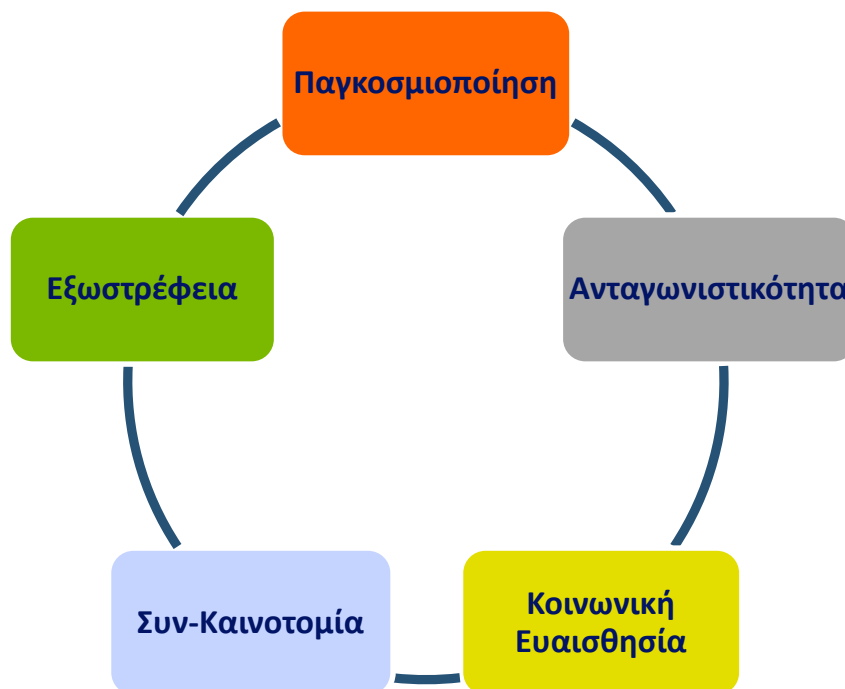 Παγκοσμιοποίηση
Εξωστρέφεια
Ανταγωνιστικότητα
Συν-Καινοτομία
Κοινωνική
Ευαισθησία